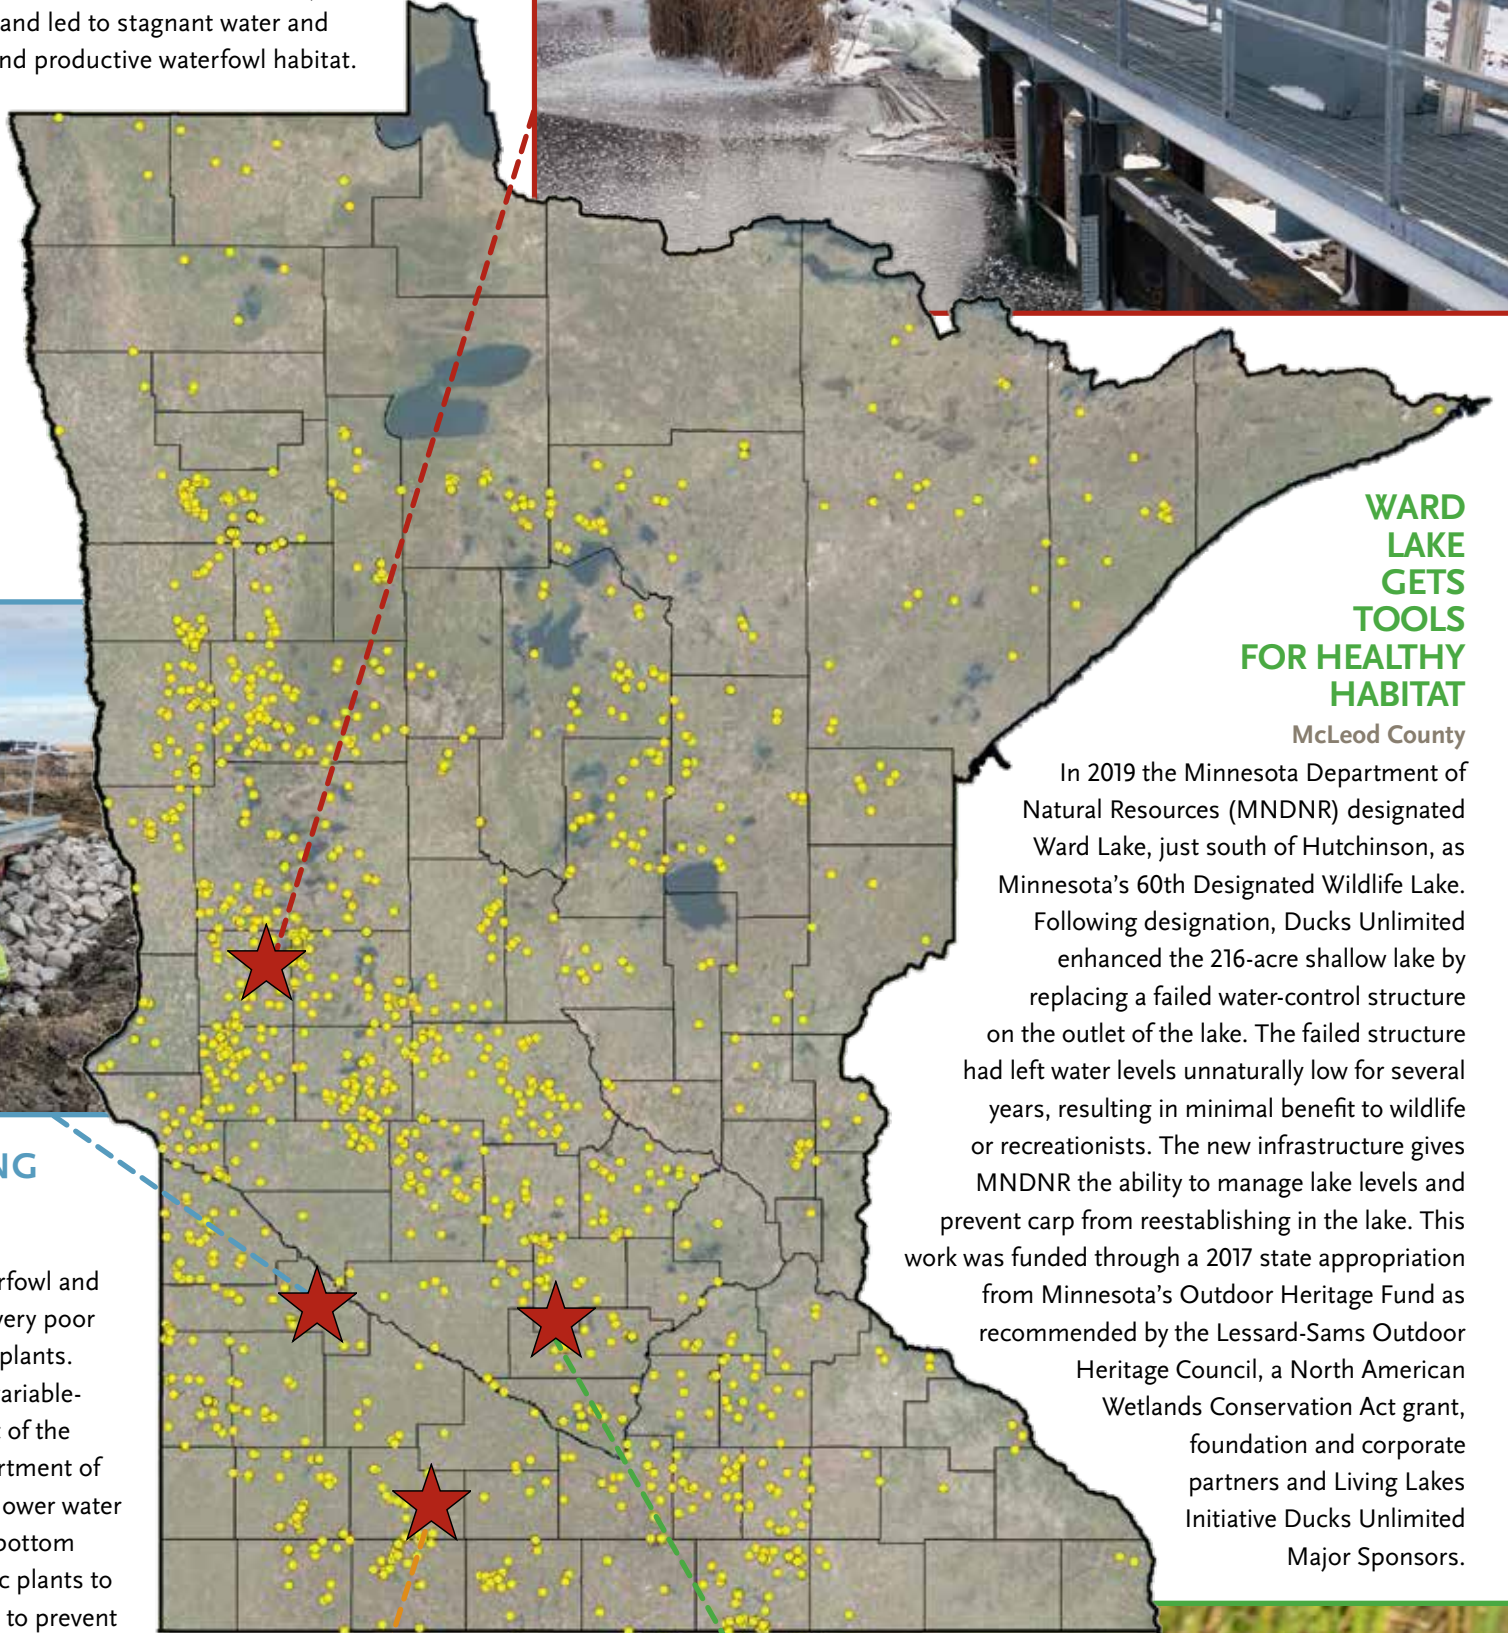 and led to stagnant water and
nd productive waterfowl habitat.
WARD
LAKE
GETS
TOOLS
FOR HEALTHY
HABITAT
McLeod County
In 2019 the Minnesota Department of
Natural Resources (MNDNR) designated
Ward Lake, just south of Hutchinson, as
Minnesota's 60th Designated Wildlife Lake.
Following designation, Ducks Unlimited
enhanced the 216-acre shallow lake by
replacing a failed water-control structure
on the outlet of the lake. The failed structure
had left water levels unnaturally low for several
years, resulting in minimal benefit to wildlife
or recreationists. The new infrastructure gives
MNDNR the ability to manage lake levels and
prevent carp from reestablishing in the lake. This
work was funded through a 2017 state appropriation
from Minnesota's Outdoor Heritage Fund as
recommended by the Lessard-Sams Outdoor
Heritage Council, a North American
Wetlands Conservation Act grant,
foundation and corporate
partners and Living Lakes
Initiative Ducks Unlimited
Major Sponsors.
NG
rfowl and
very poor
plants.
ariable-
of the
rtment of
ower water
bottom
c plants to
to prevent